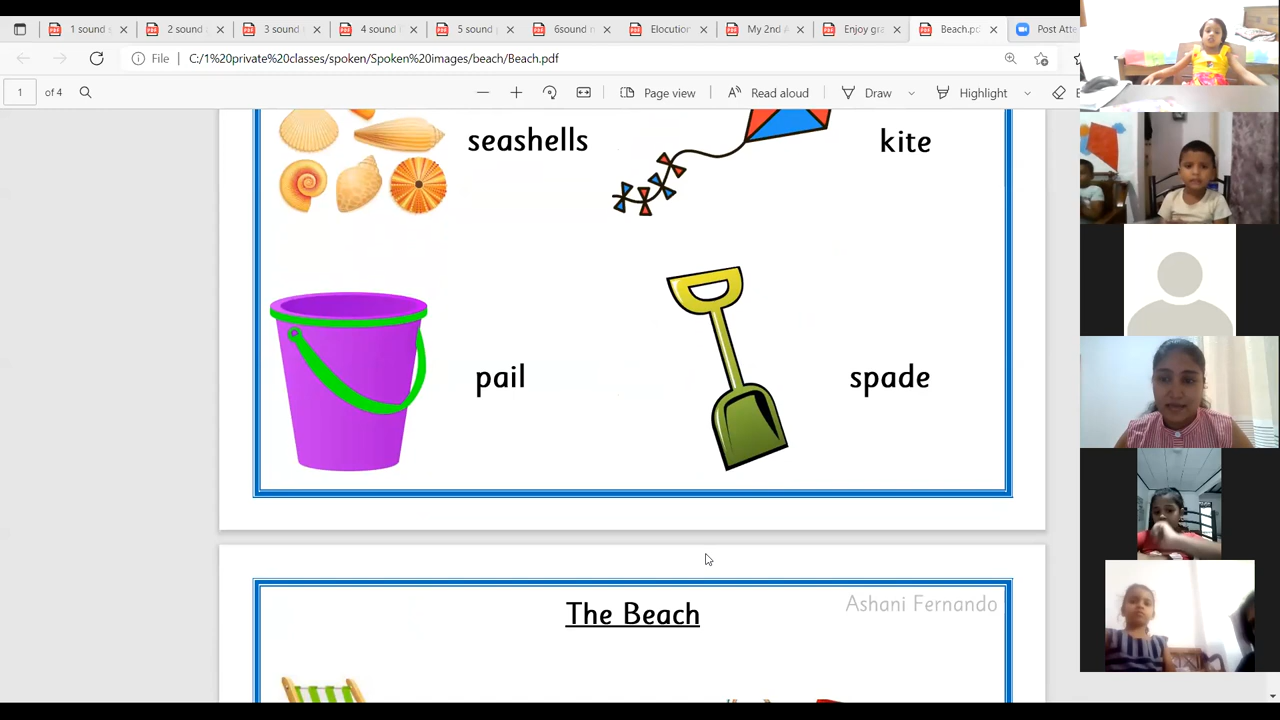 1 sound s
2 sound
3 sound
4 sound
5 sound
6sound n
Elocution
My 2nd
Enjoy gra
Beach.pd
Post Atte
File
C:/1%20private%20classes/spoken/Spoken%20images/beach/Beach.pdf
1 of 4
Page view
Read aloud
Draw
Highlight
seashells
kite
pail
spade
The Beach
Ashani Fernando